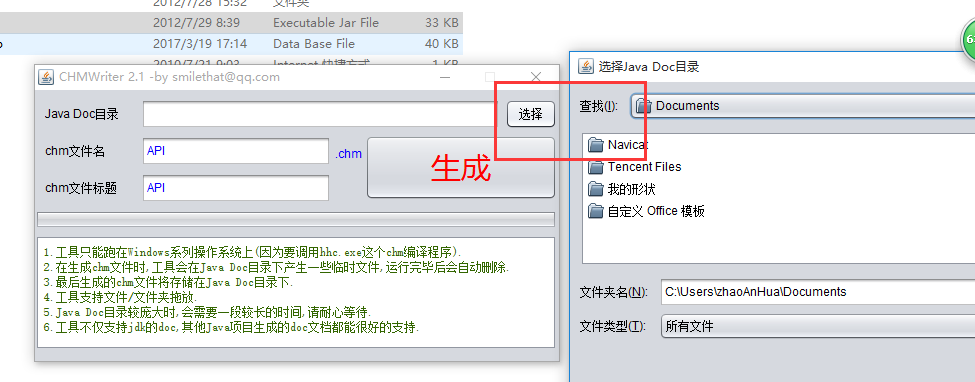 2012/7/28 15:32 文件夹
2012/7/29 8:39 Executable Jar File 33 KB
2017/3/19 17:14 Data Base File 40 KB
CHMWriter 2.1 -by smilethat@qq.com
Java Doc目录
选择
chm文件名
API
.chm
生成
chm文件标题
API
1.工具只能跑在Windows系列操作系统上(因为要调用hhc.exe这个chm编译程序).
2.在生成chm文件时,工具会在Java Doc目录下产生一些临时文件,运行完毕后会自动删除.
3.最后生成的chm文件将存储在Java Doc目录下.
4.工具支持文件/文件夹拖放.
5.Java Doc目录较庞大时,会需要一段较长的时间,请耐心等待.
6.工具不仅支持jdk的doc,其他Java项目生成的doc文档都能很好的支持.
选择Java Doc目录
查找(I):
Documents
Navicat
Tencent Files
我的形状
自定义 Office 模板
文件夹名(N):
C:\Users\zhaoAnHua\Documents
文件类型(T):
所有文件